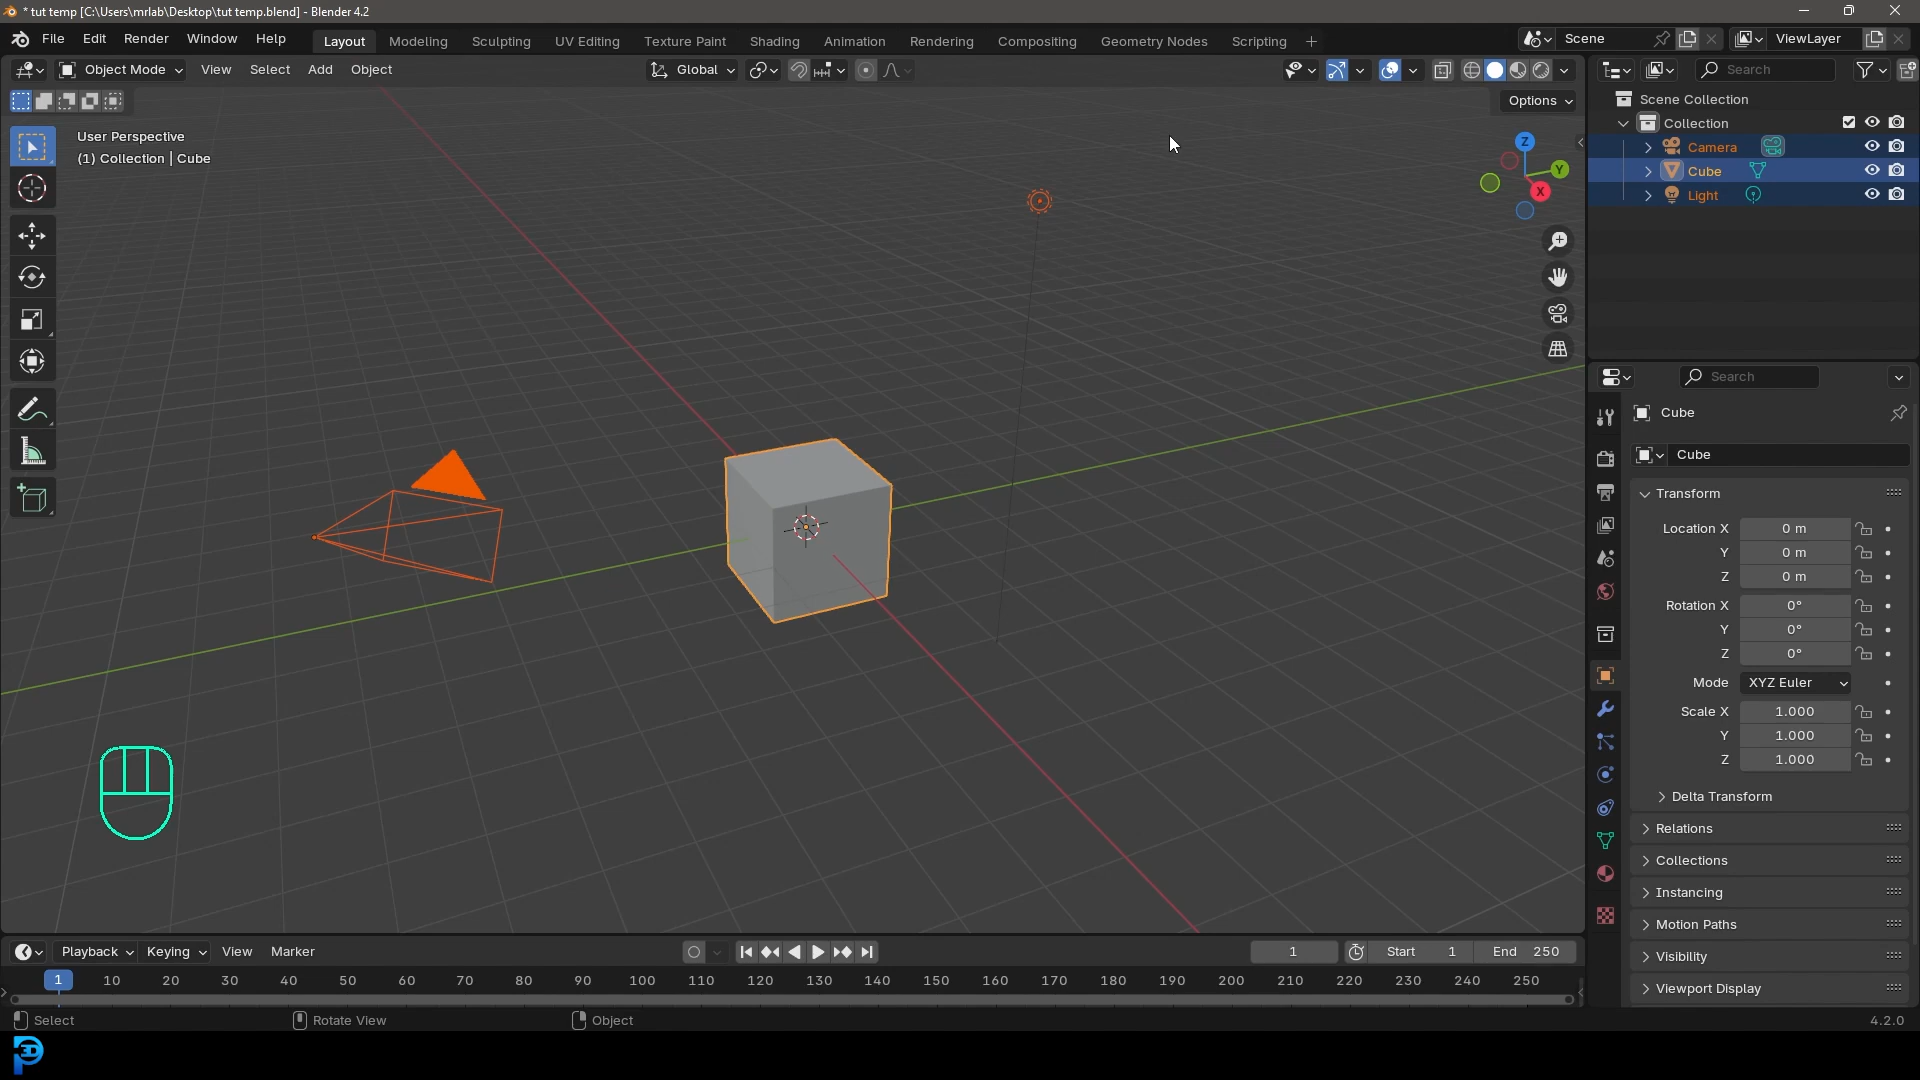 * tut temp [C:\Users\mrlab\Desktop\tut temp.blend] - Blender 4.2
File Edit Render Window Help Layout Modeling Sculpting UV Editing Texture Paint Shading Animation Rendering Compositing Geometry Nodes Scripting + Scene ViewLayer
Object Mode View Select Add Object Global Search
Options
Scene Collection
Collection
Camera
Cube
Light
User Perspective
(1) Collection | Cube
Z
Y
X
Search
Cube
Cube
Transform
Location X 0 m
Y 0 m
Z 0 m
Rotation X 0°
Y 0°
Z 0°
Mode XYZ Euler
Scale X 1.000
Y 1.000
Z 1.000
Delta Transform
Relations
Collections
Instancing
Motion Paths
Visibility
Viewport Display
Playback Keying View Marker 1 Start 1 End 250
1 10 20 30 40 50 60 70 80 90 100 110 120 130 140 150 160 170 180 190 200 210 220 230 240 250
Select Rotate View Object 4.2.0